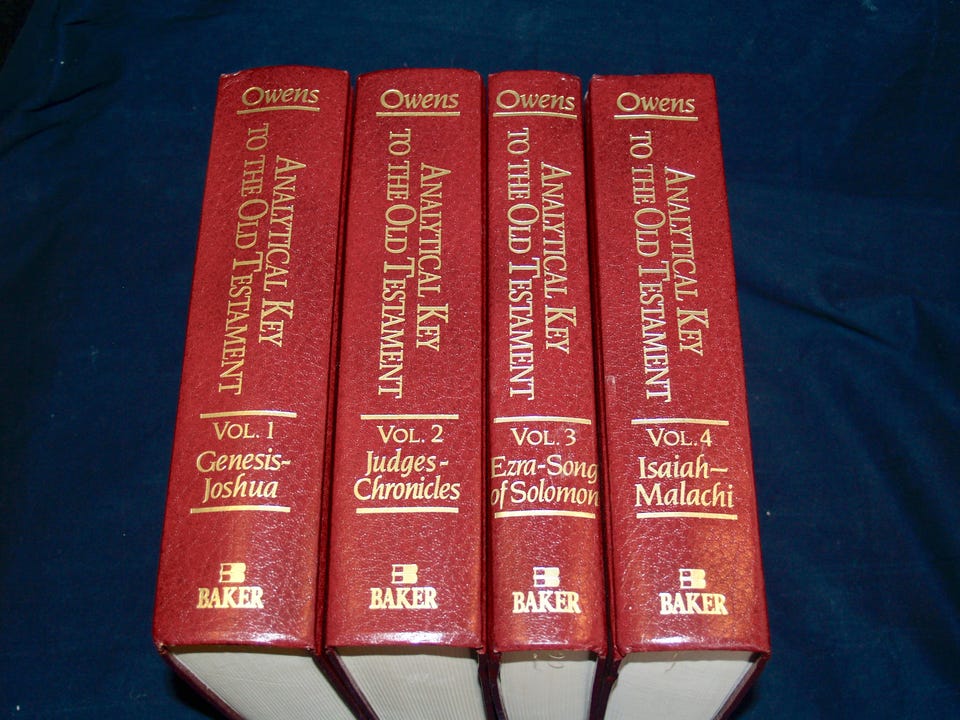 Owens
ANALYTICAL KEY
TO THE OLD TESTAMENT
VOL. 1
Genesis-
Joshua
BAKER
Owens
ANALYTICAL KEY
TO THE OLD TESTAMENT
VOL. 2
Judges-
Chronicles
BAKER
Owens
ANALYTICAL KEY
TO THE OLD TESTAMENT
VOL. 3
Ezra-Song
of Solomon
BAKER
Owens
ANALYTICAL KEY
TO THE OLD TESTAMENT
VOL. 4
Isaiah–
Malachi
BAKER